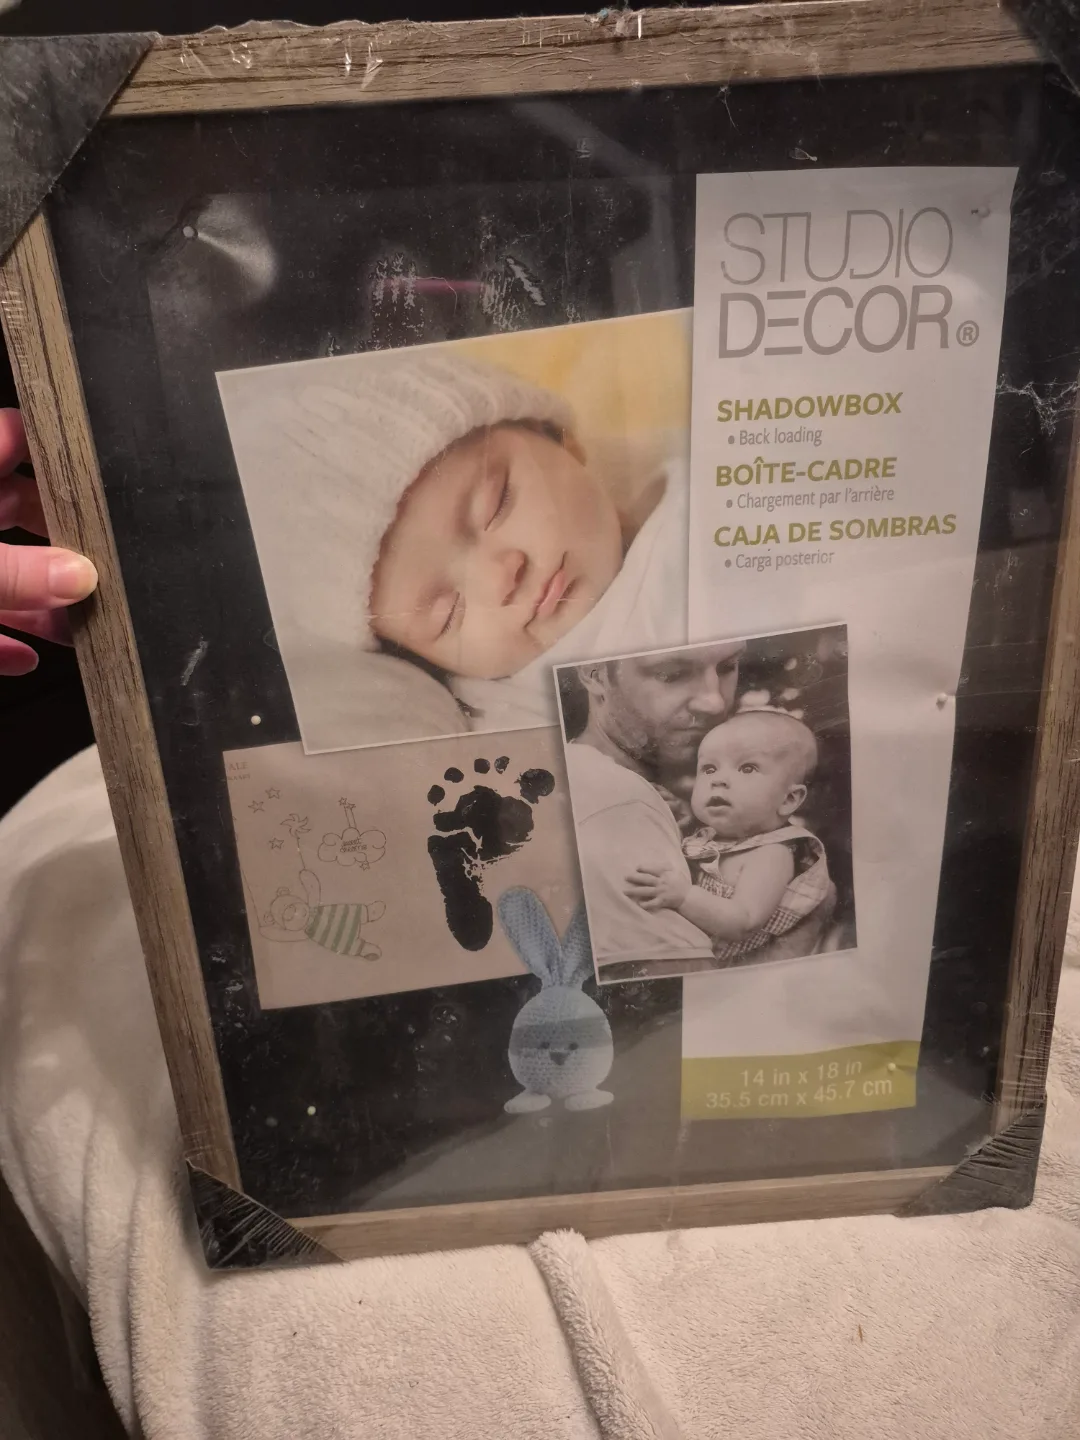 STUDIO
DECOR®
SHADOWBOX
• Back loading
BOÎTE-CADRE
• Chargement par l'arrière
CAJA DE SOMBRAS
• Carga posterior
14 in x 18 in
35.5 cm x 45.7 cm